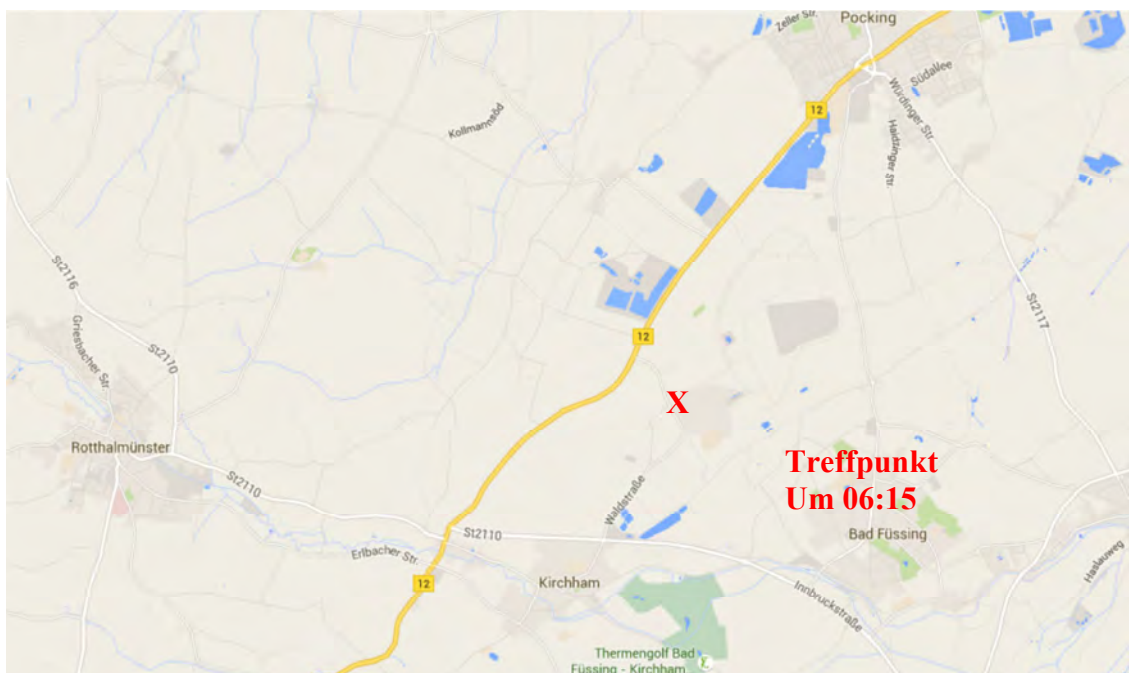 Zeller Str.
Pocking
Südallee
Würdinger Str.
12
Haidzinger Str.
Kollmannsöd
St2116
St2117
12
Griesbacher Str.
St2110
X
Rotthalmünster
Treffpunkt
Um 06:15
St2110
Waldstraße
St2110
Bad Füssing
Erlbacher Str.
12
Kirchham
Innbruckstraße
Haslauweg
Thermengolf Bad
Füssing - Kirchham